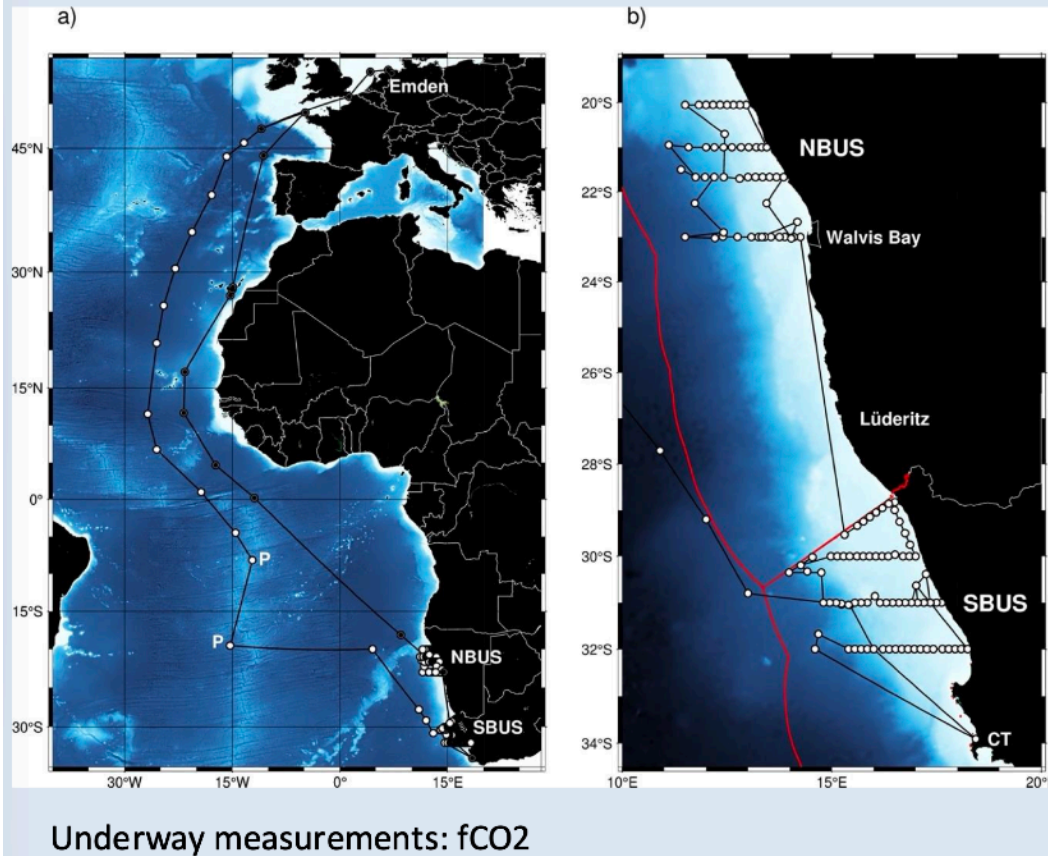 a)
Emden
45°N
30°N
15°N
0°
P
15°S
P
NBUS
30°S
SBUS
30°W
15°W
0°
15°E
b)
20°S
NBUS
22°S
Walvis Bay
24°S
26°S
Lüderitz
28°S
30°S
SBUS
32°S
CT
34°S
10°E
15°E
20°
Underway measurements: fCO2